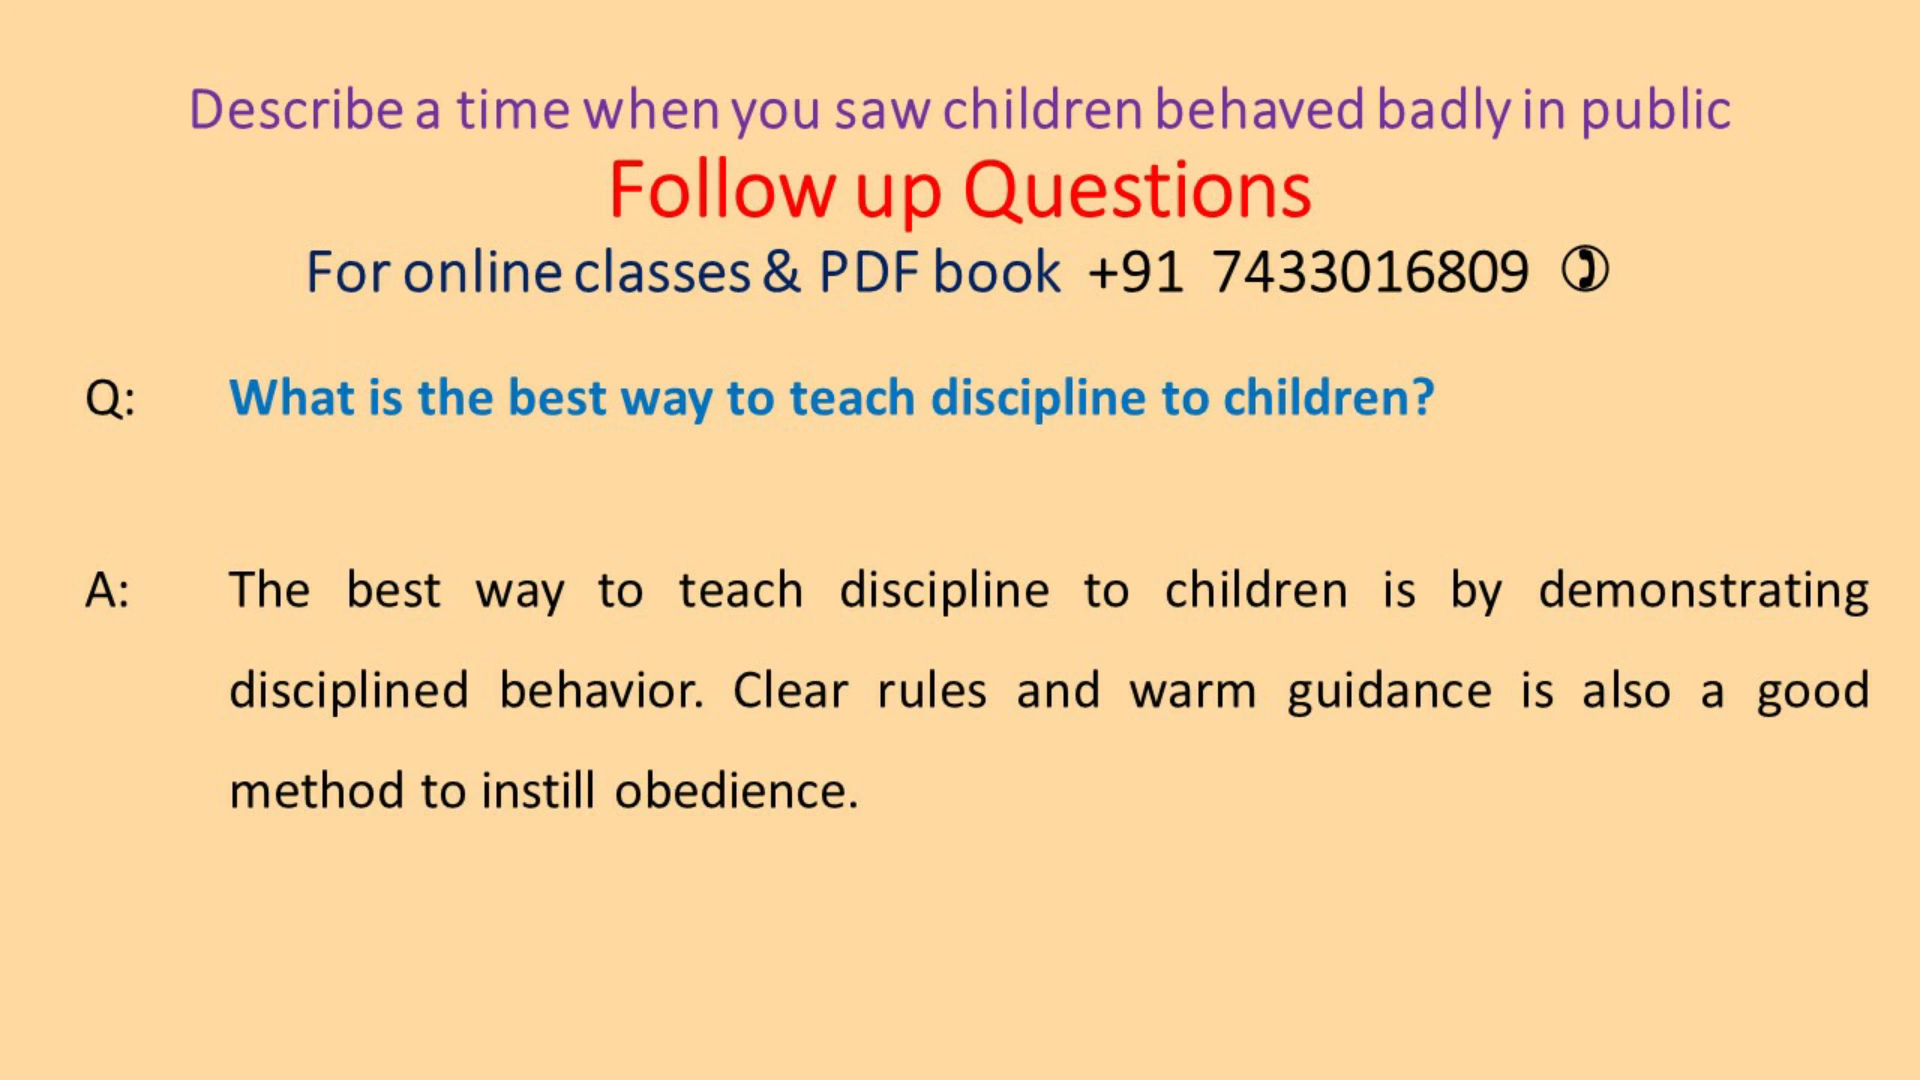 Describe a time when you saw children behaved badly in public
Follow up Questions
For online classes & PDF book +91 7433016809 ✆
Q: What is the best way to teach discipline to children?
A: The best way to teach discipline to children is by demonstrating
disciplined behavior. Clear rules and warm guidance is also a good
method to instill obedience.